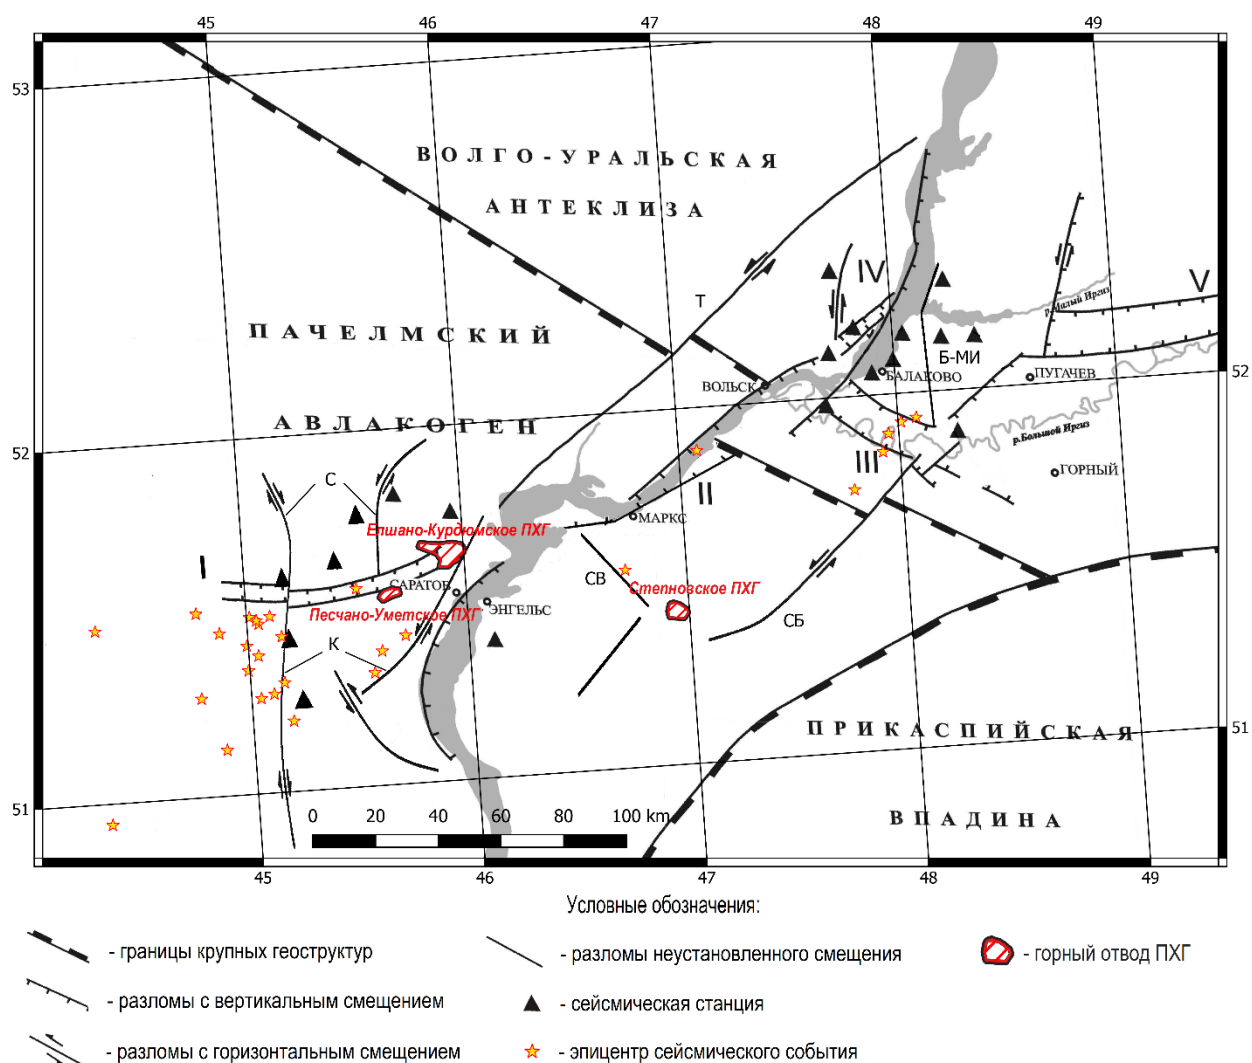 45 46 47 48 49
53
ВОЛГО-УРАЛЬСКАЯ
АНТЕКЛИЗА
IV
V
Т
р.Малый Иргиз
ПАЧЕЛМСКИЙ
Б-МИ
52
ВОЛЬСК
БАЛАКОВО
ПУГАЧЕВ
АВЛАКОГЕН
52
р.Большой Иргиз
III
ГОРНЫЙ
С
II
МАРКС
Елшано-Курдюмское ПХГ
I
СВ
САРАТОВ
Степновское ПХГ
ЭНГЕЛЬС
Песчано-Уметское ПХГ
СБ
К
51
ПРИКАСПИЙСКАЯ
51
0 20 40 60 80 100 km
ВПАДИНА
45 46 47 48 49
Условные обозначения:
- границы крупных геоструктур
- разломы неустановленного смещения
- горный отвод ПХГ
- разломы с вертикальным смещением
- сейсмическая станция
- разломы с горизонтальным смещением
- эпицентр сейсмического события